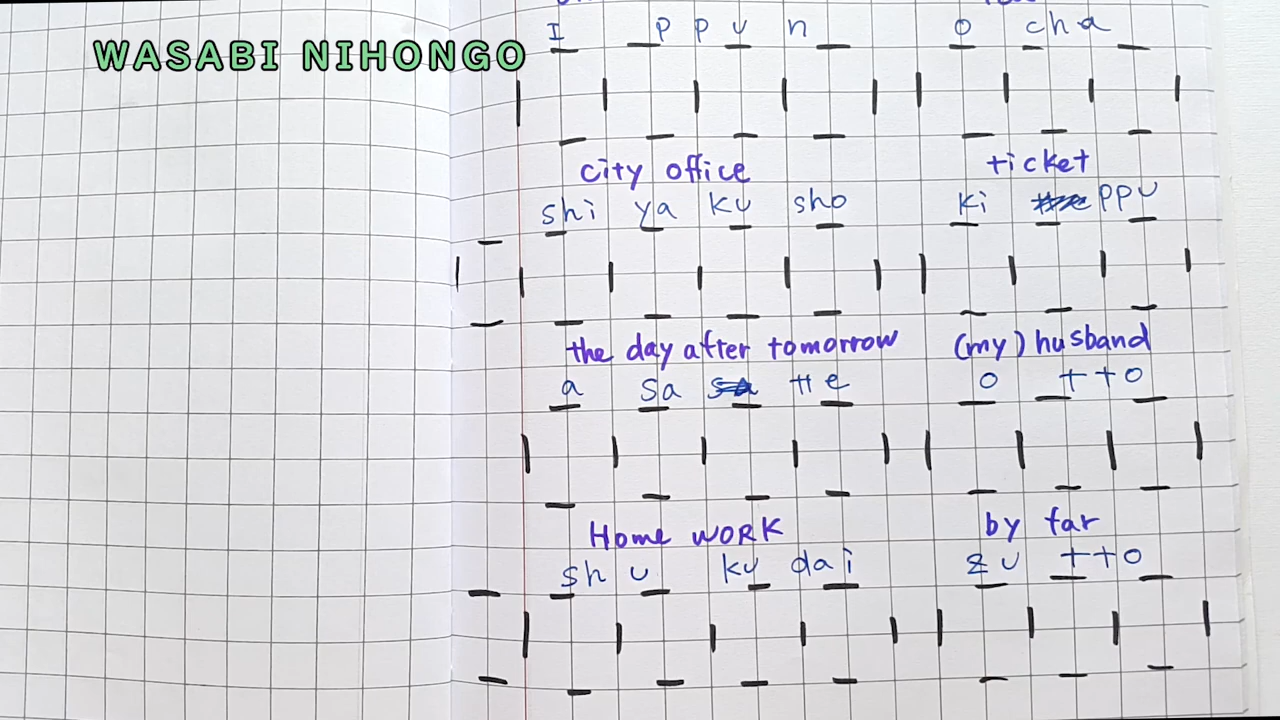 WASABI NIHONGO
I ppu n
o cha
city office
ticket
shi ya ku sho
ki ppu
the day after tomorrow
(my) husband
a sa tte
o tto
Home WORK
by far
shu ku dai
zu tto